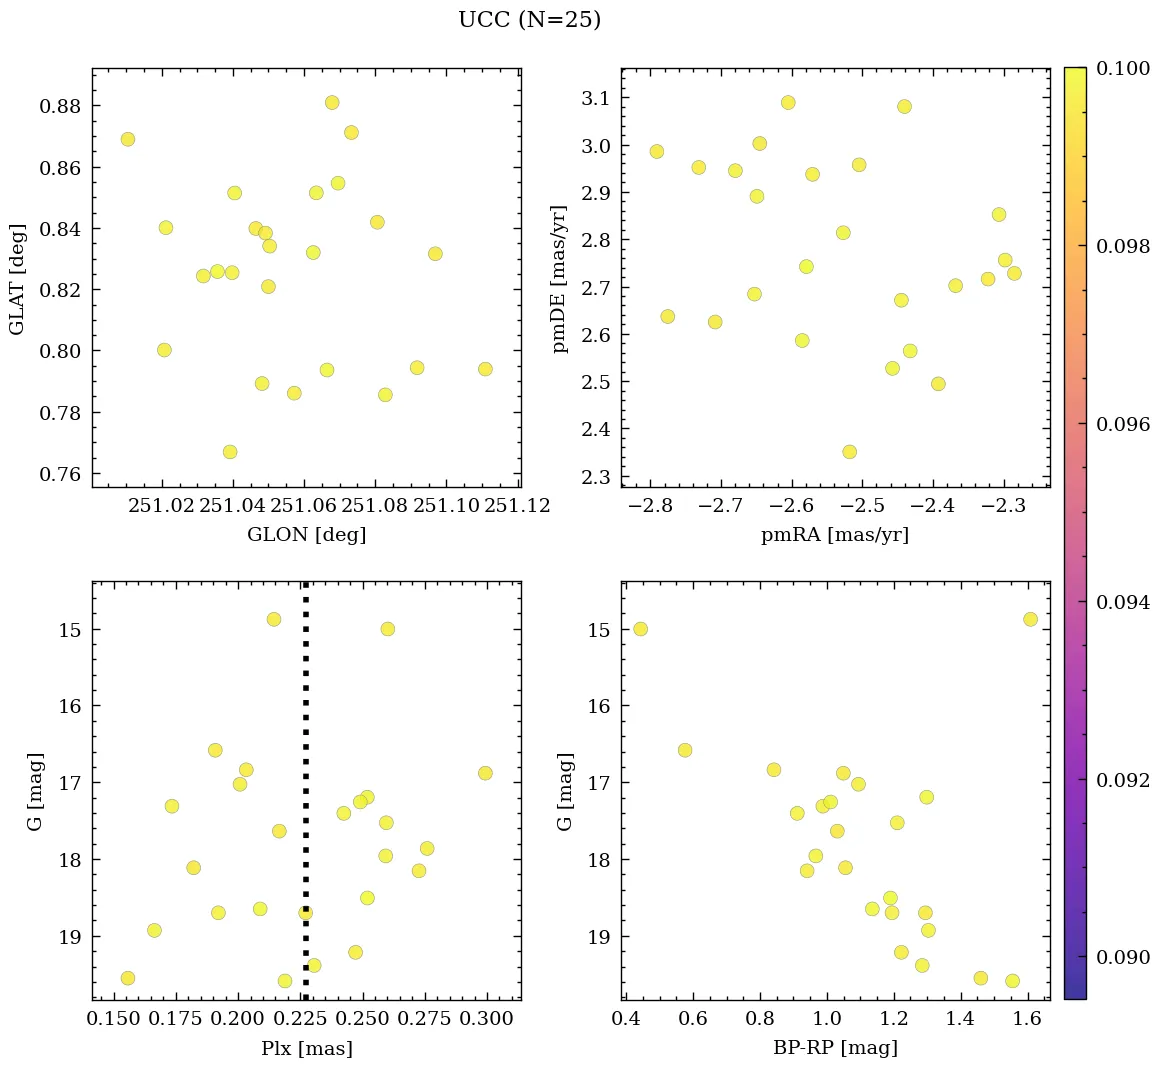 UCC (N=25)
0.88
0.86
0.84
0.82
0.80
0.78
0.76
GLAT [deg]
251.02 251.04 251.06 251.08 251.10 251.12
GLON [deg]
3.1
3.0
2.9
2.8
2.7
2.6
2.5
2.4
2.3
pmDE [mas/yr]
−2.8 −2.7 −2.6 −2.5 −2.4 −2.3
pmRA [mas/yr]
15
16
17
18
19
G [mag]
0.150 0.175 0.200 0.225 0.250 0.275 0.300
Plx [mas]
15
16
17
18
19
G [mag]
0.4 0.6 0.8 1.0 1.2 1.4 1.6
BP-RP [mag]
0.100
0.098
0.096
0.094
0.092
0.090